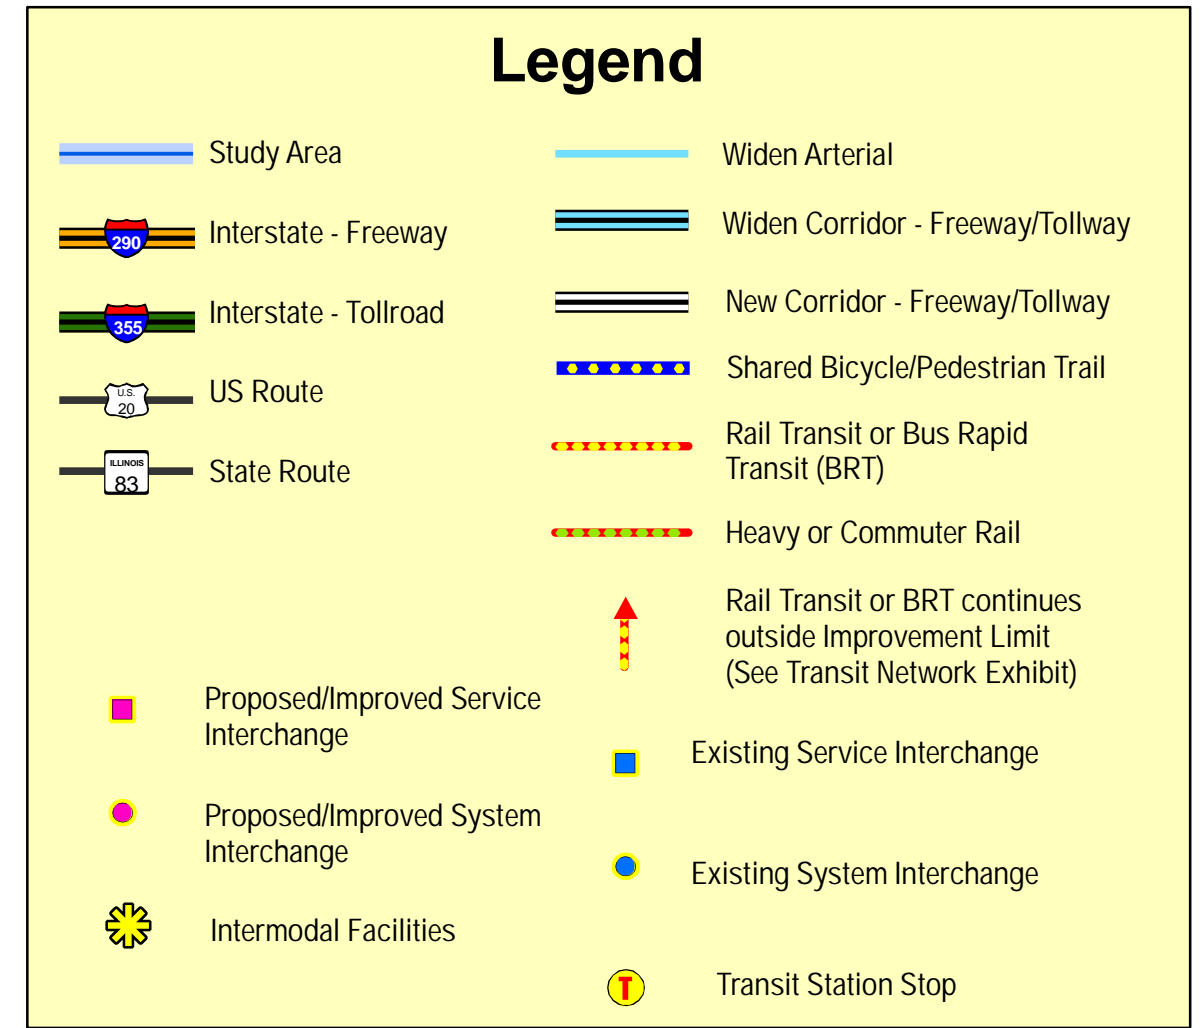 Legend
Study Area
290
Interstate - Freeway
355
Interstate - Tollroad
U.S.
20
US Route
ILLINOIS
83
State Route
Proposed/Improved Service
Interchange
Proposed/Improved System
Interchange
Intermodal Facilities
Widen Arterial
Widen Corridor - Freeway/Tollway
New Corridor - Freeway/Tollway
Shared Bicycle/Pedestrian Trail
Rail Transit or Bus Rapid
Transit (BRT)
Heavy or Commuter Rail
Rail Transit or BRT continues
outside Improvement Limit
(See Transit Network Exhibit)
Existing Service Interchange
Existing System Interchange
T
Transit Station Stop